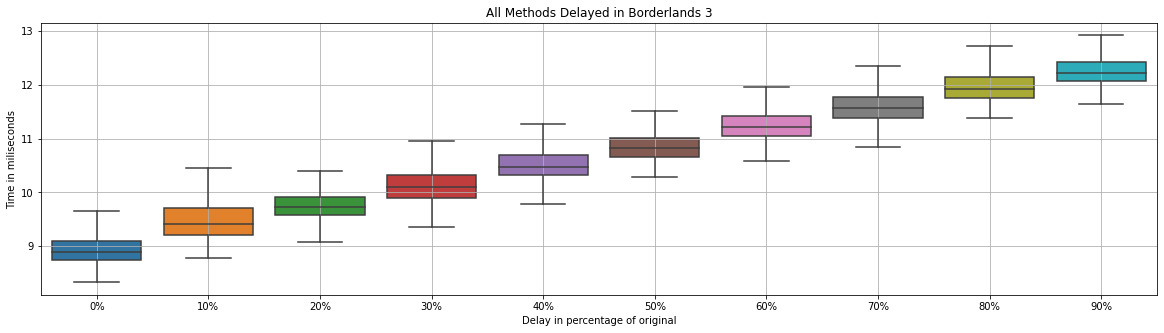 All Methods Delayed in Borderlands 3
Time in miliseconds
13
12
11
10
9
0% 10% 20% 30% 40% 50% 60% 70% 80% 90%
Delay in percentage of original